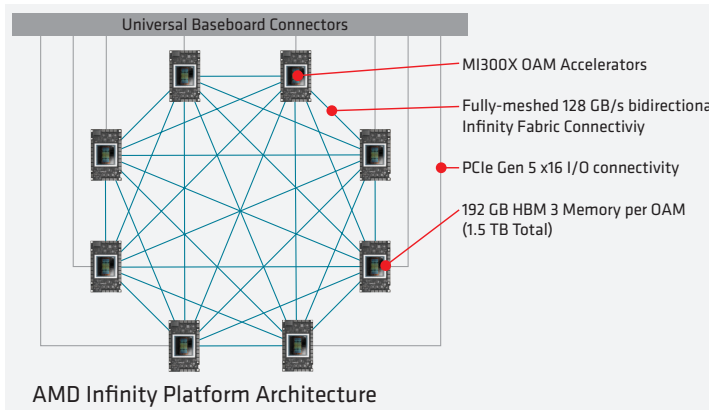 Universal Baseboard Connectors
MI300X OAM Accelerators
Fully-meshed 128 GB/s bidirectiona
Infinity Fabric Connectiviy
PCIe Gen 5 x16 I/O connectivity
192 GB HBM 3 Memory per OAM
(1.5 TB Total)
AMD Infinity Platform Architecture